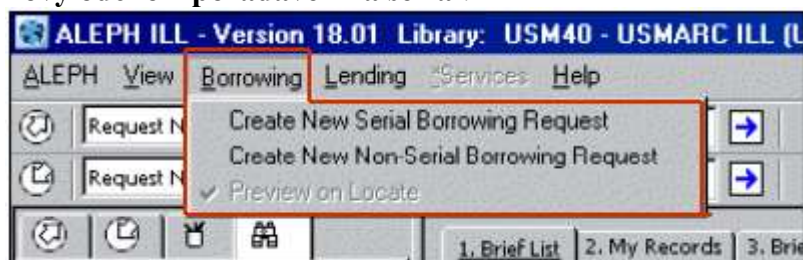 ALEPH ILL - Version 18.01 Library: USM40 - USMARC ILL (
ALEPH View Borrowing Lending Services Help
Request N
Create New Serial Borrowing Request
Create New Non-Serial Borrowing Request
Request N
Preview on Locate
1. Brief List 2. My Records 3. Brie